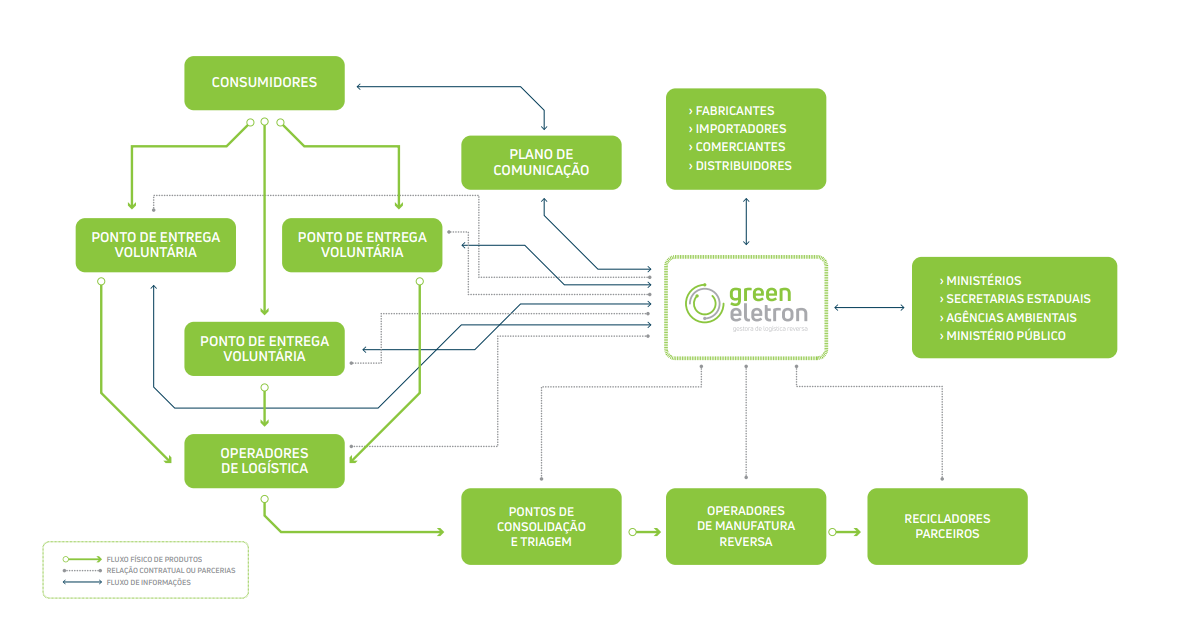 CONSUMIDORES
PLANO DE
COMUNICAÇÃO
› FABRICANTES
› IMPORTADORES
› COMERCIANTES
› DISTRIBUIDORES
PONTO DE ENTREGA
VOLUNTÁRIA
PONTO DE ENTREGA
VOLUNTÁRIA
green
eletron
gestora de logística reversa
› MINISTÉRIOS
› SECRETARIAS ESTADUAIS
› AGÊNCIAS AMBIENTAIS
› MINISTÉRIO PÚBLICO
PONTO DE ENTREGA
VOLUNTÁRIA
OPERADORES
DE LOGÍSTICA
PONTOS DE
CONSOLIDAÇÃO
E TRIAGEM
OPERADORES
DE MANUFATURA
REVERSA
RECICLADORES
PARCEIROS
FLUXO FÍSICO DE PRODUTOS
RELAÇÃO CONTRATUAL OU PARCERIAS
FLUXO DE INFORMAÇÕES